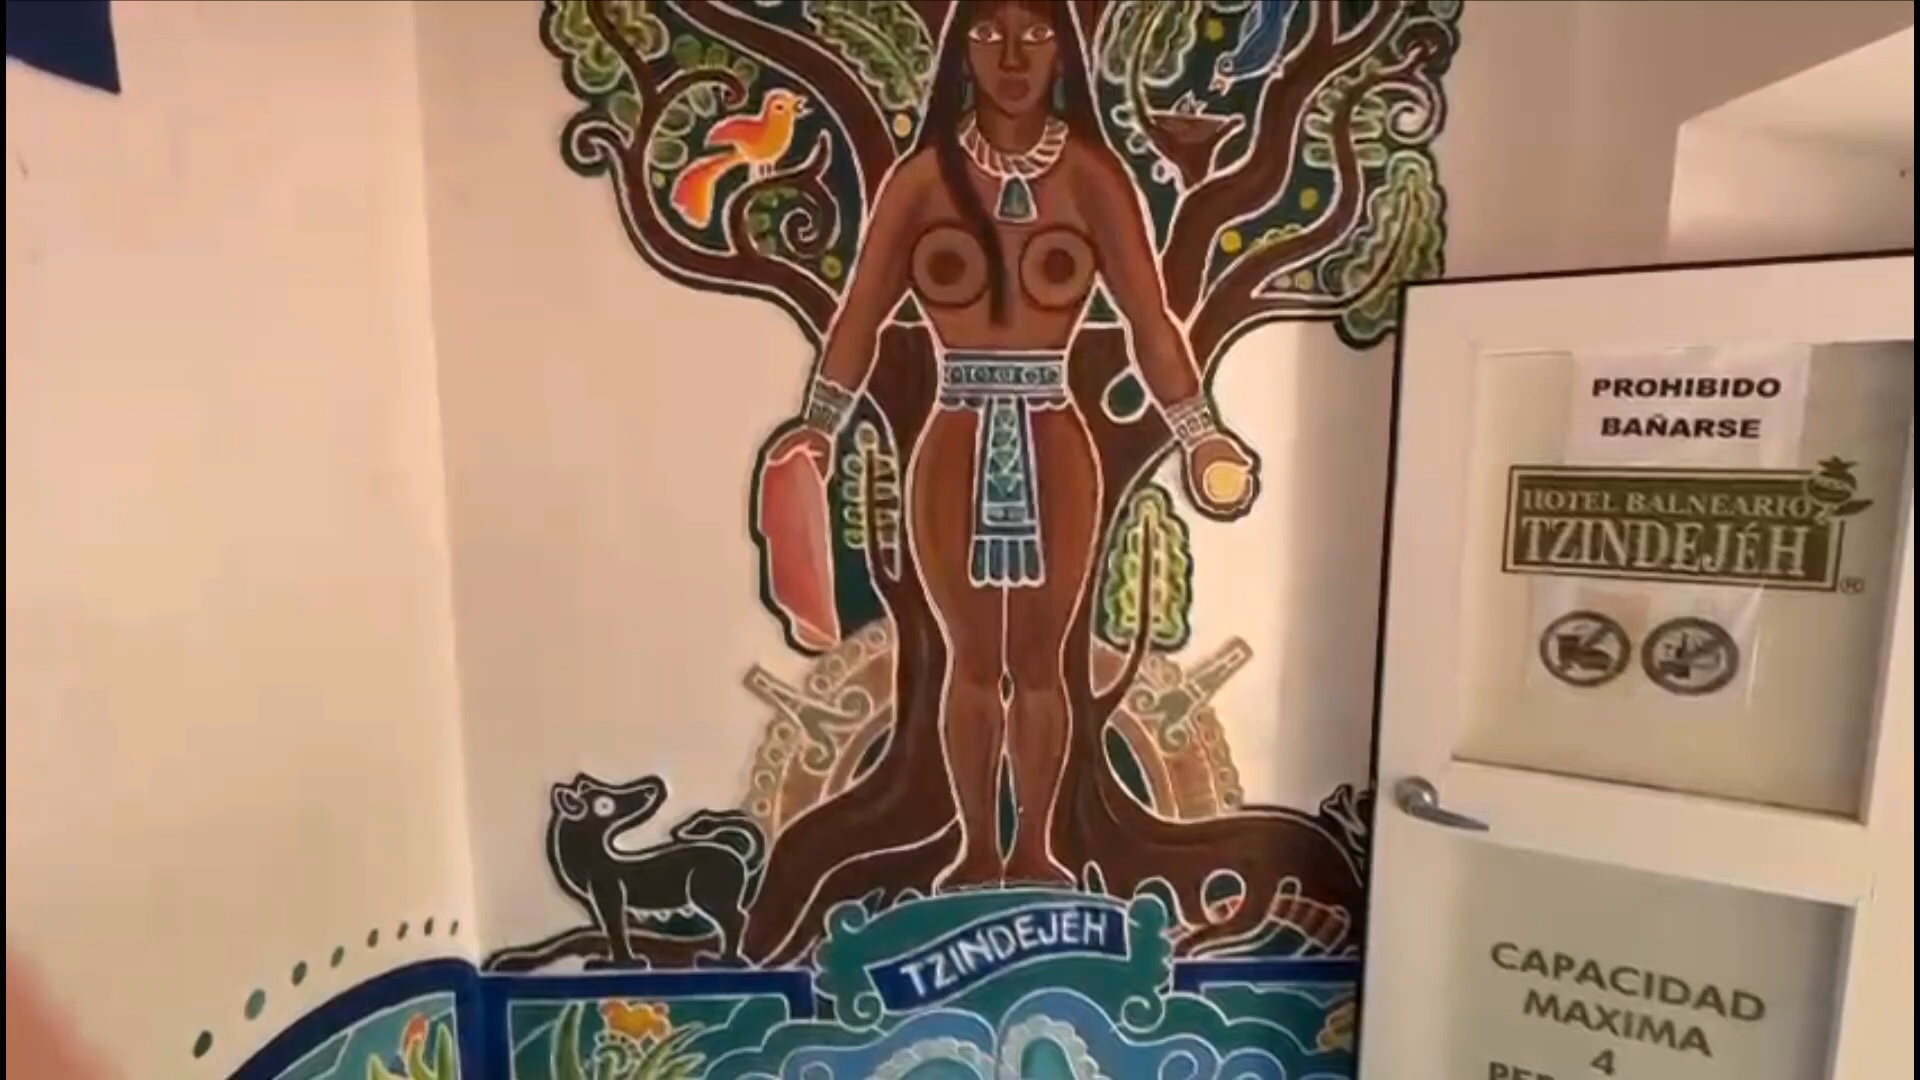 TZINDEJÉH
PROHIBIDO
BAÑARSE
HOTEL BALNEARIO
TZINDEJÉH
®
CAPACIDAD
MAXIMA
4